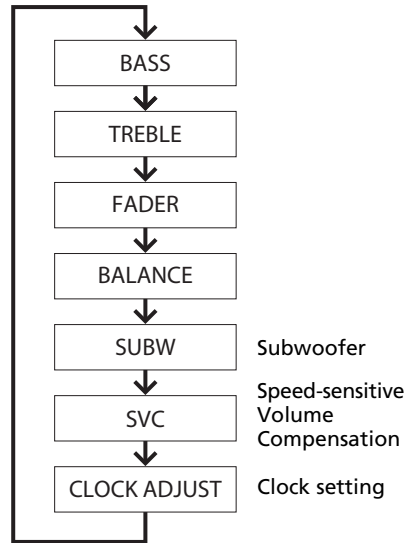 BASS
TREBLE
FADER
BALANCE
SUBW
Subwoofer
SVC
Speed-sensitive
Volume
Compensation
CLOCK ADJUST
Clock setting